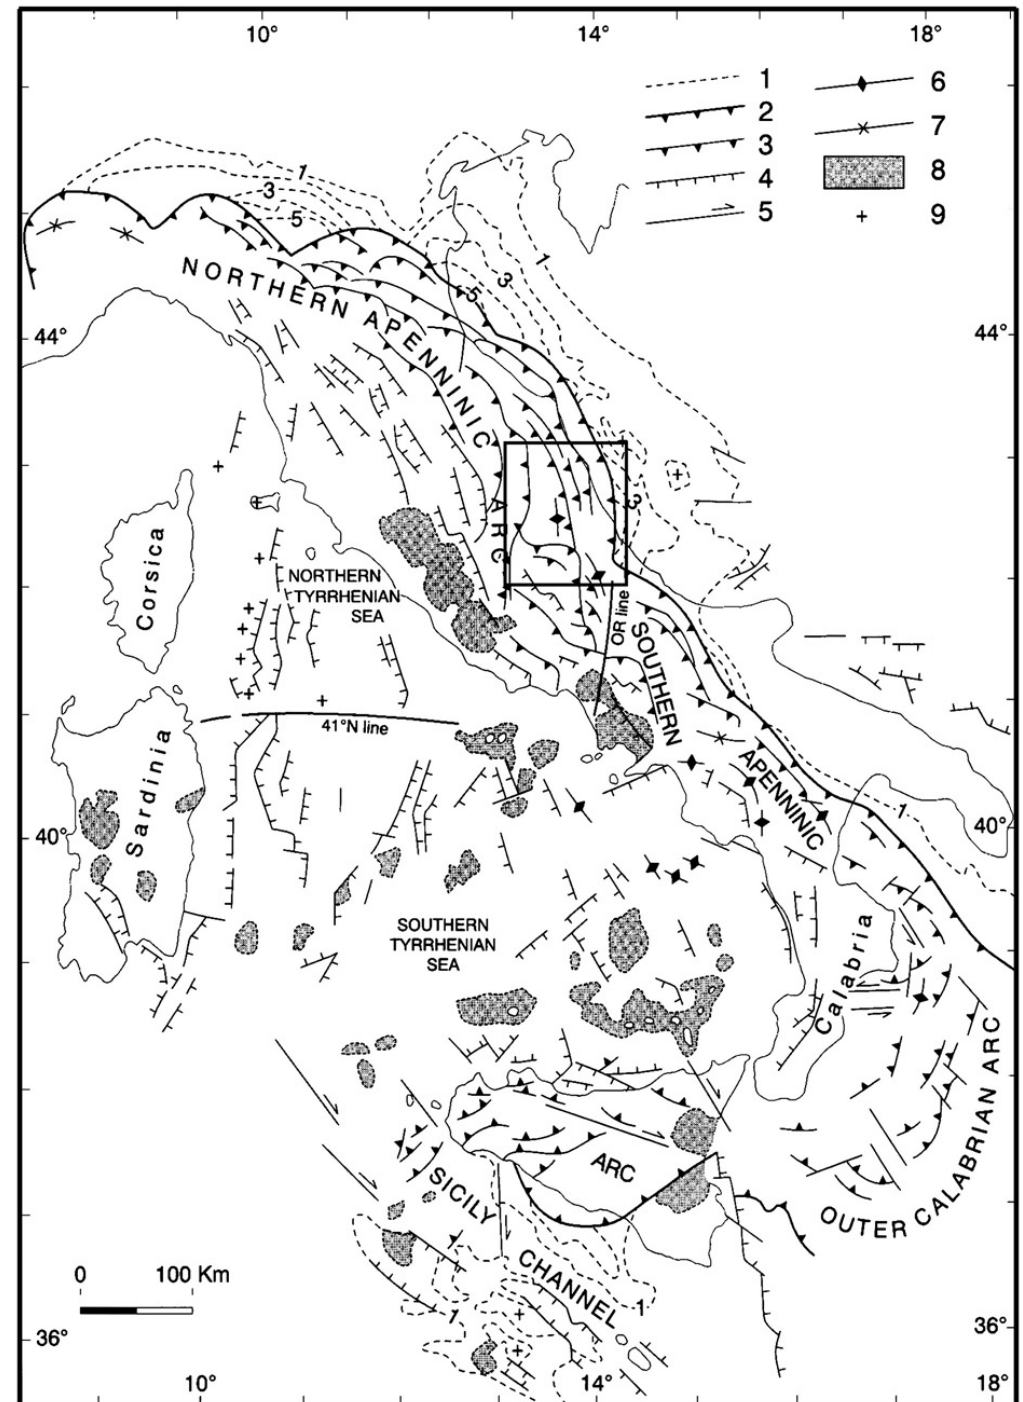 10° 14° 18°
1 6
2 7
3 8
4 9
5
1
3
5
1
3
5
NORTHERN APENNINIC ARC
44° 44°
3
Corsica
NORTHERN
TYRRHENIAN
SEA
OR line
SOUTHERN APENNINIC
41°N line
Sardinia
1
40° 40°
SOUTHERN
TYRRHENIAN
SEA
Calabria
OUTER CALABRIAN ARC
ARC
SICILY
CHANNEL
1
1
0 100 Km
36° 36°
10° 14° 18°